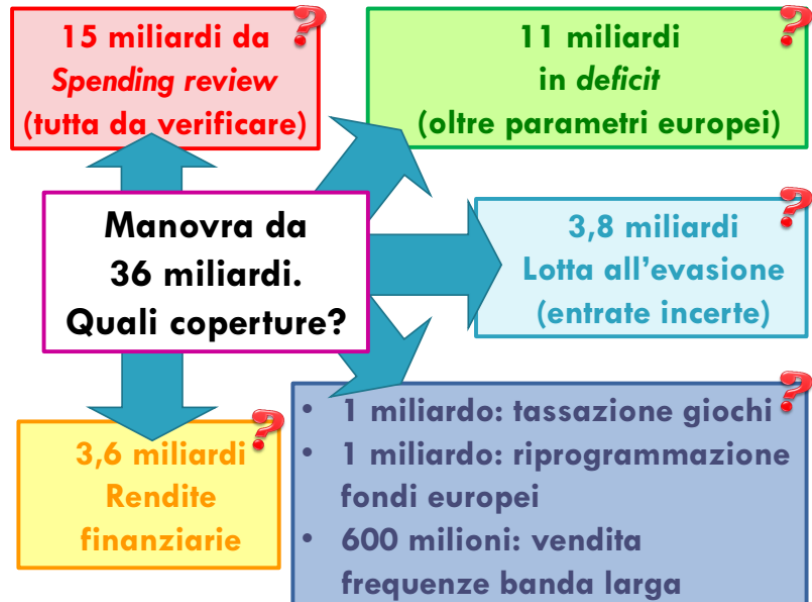 15 miliardi da
Spending review
(tutta da verificare)
?
11 miliardi
in deficit
(oltre parametri europei)
?
Manovra da
36 miliardi.
Quali coperture?
3,8 miliardi
Lotta all’evasione
(entrate incerte)
?
3,6 miliardi
Rendite
finanziarie
?
• 1 miliardo: tassazione giochi
• 1 miliardo: riprogrammazione
fondi europei
• 600 milioni: vendita
frequenze banda larga
?